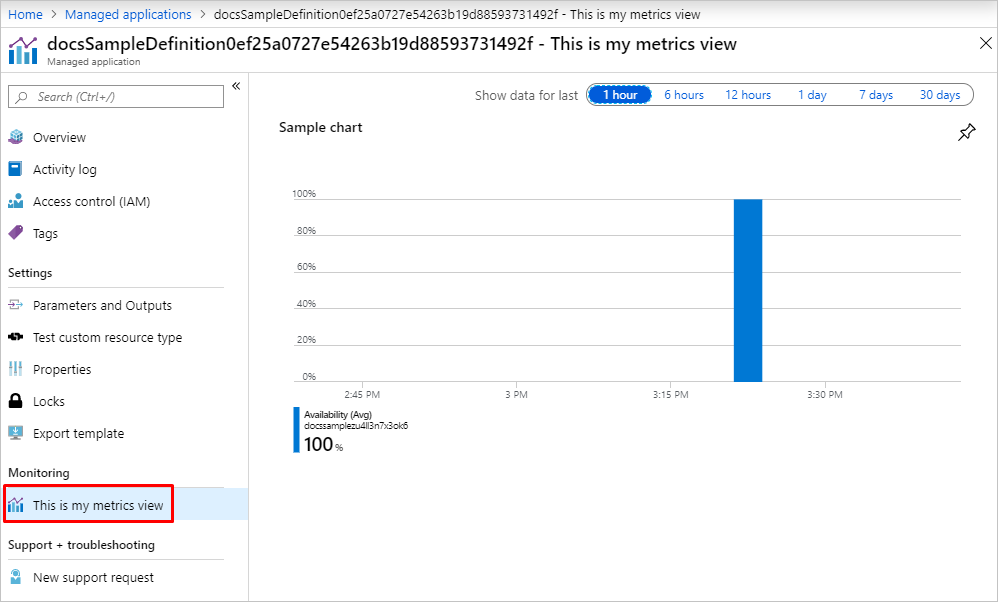 Home > Managed applications > docsSampleDefinition0ef25a0727e54263b19d88593731492f - This is my metrics view
docsSampleDefinition0ef25a0727e54263b19d88593731492f - This is my metrics view
Managed application
Search (Ctrl+/)
Overview
Activity log
Access control (IAM)
Tags
Settings
Parameters and Outputs
Test custom resource type
Properties
Locks
Export template
Monitoring
This is my metrics view
Support + troubleshooting
New support request
Show data for last 1 hour 6 hours 12 hours 1 day 7 days 30 days
Sample chart
100%
80%
60%
40%
20%
0%
2:45 PM 3 PM 3:15 PM 3:30 PM
Availability (Avg)
docssamplezu4ll3n7x3ok6
100 %